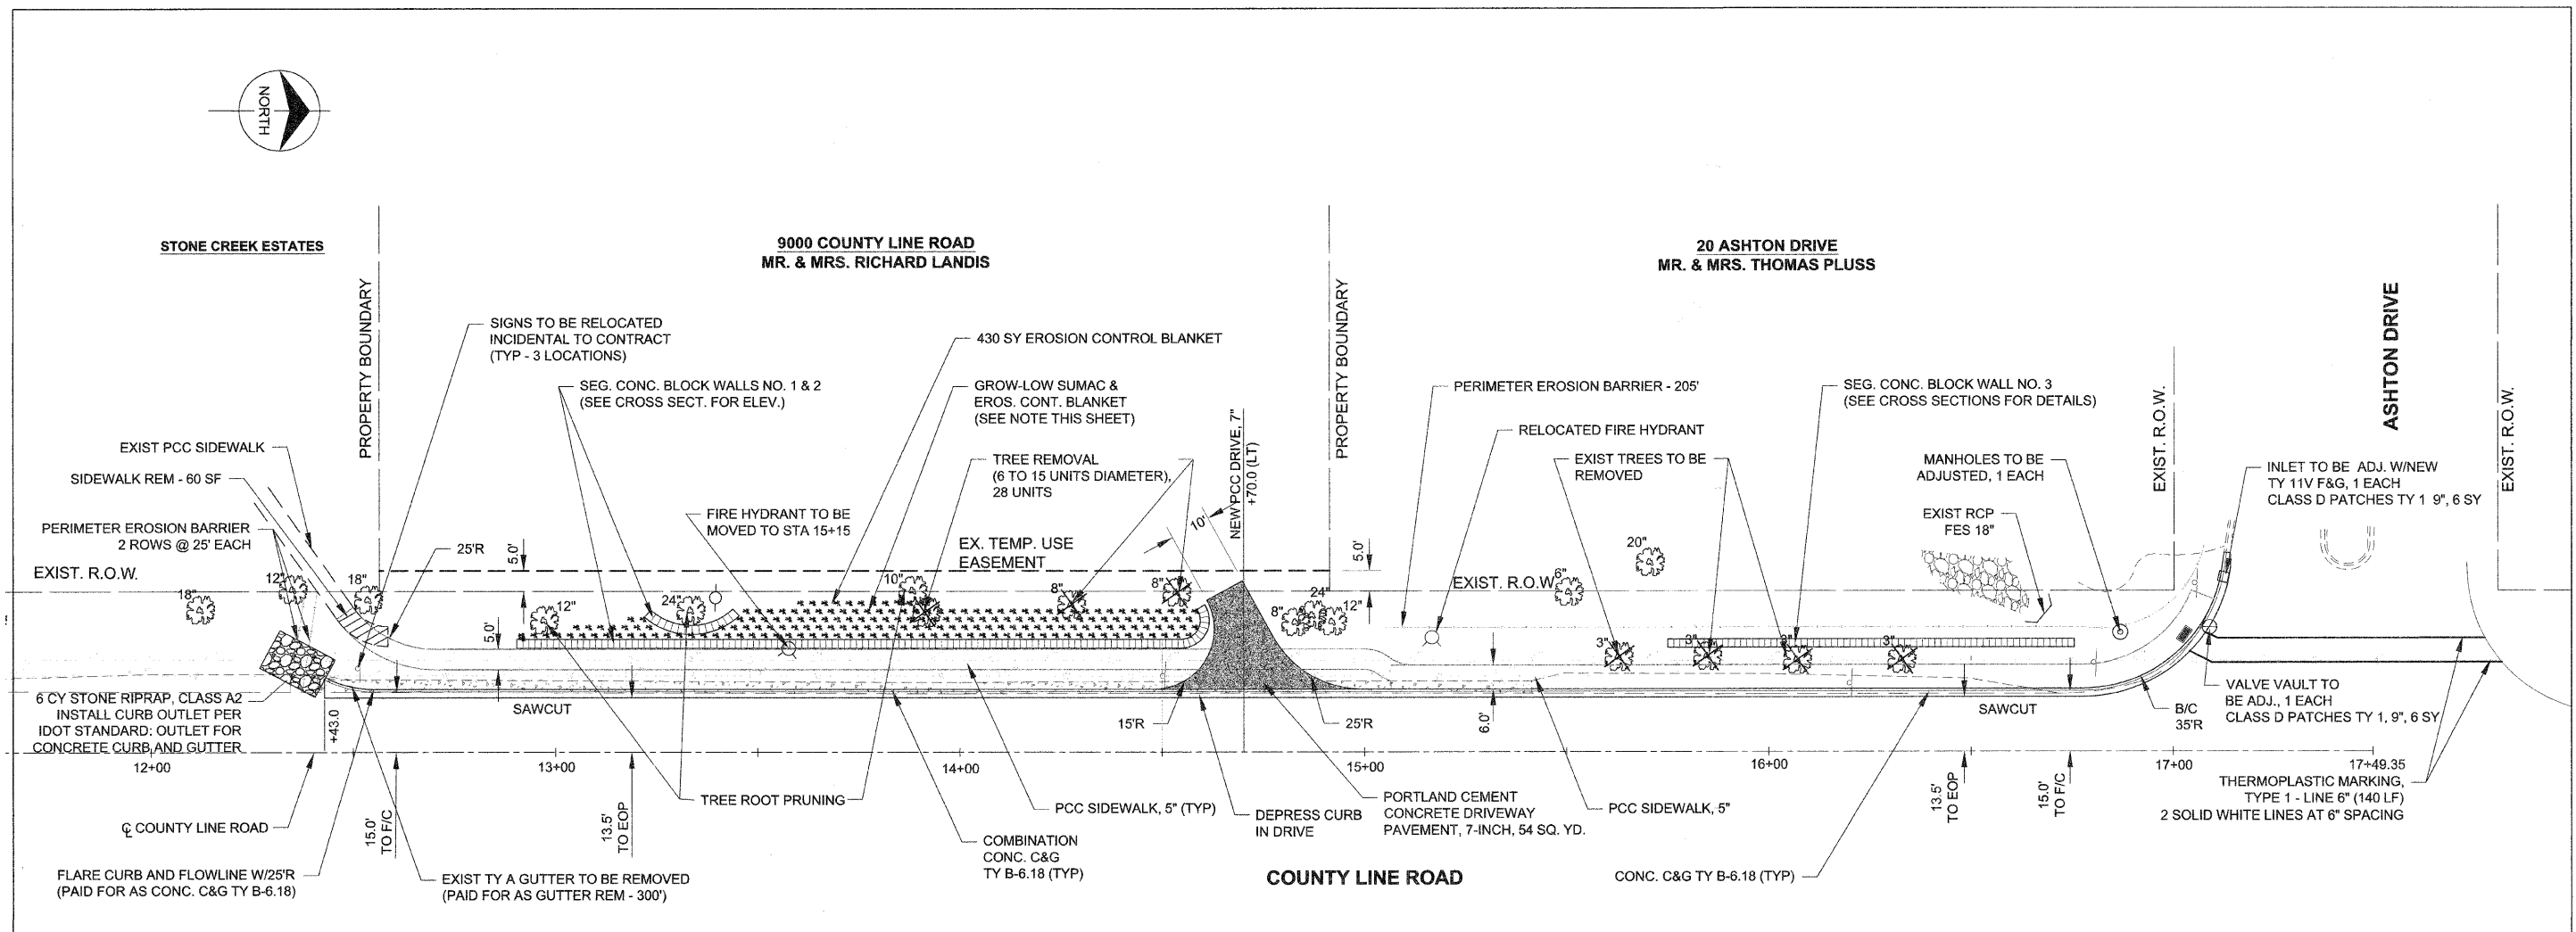 NORTH
STONE CREEK ESTATES
9000 COUNTY LINE ROAD
MR. & MRS. RICHARD LANDIS
20 ASHTON DRIVE
MR. & MRS. THOMAS PLUSS
PROPERTY BOUNDARY
PROPERTY BOUNDARY
ASHTON DRIVE
EXIST. R.O.W.
EXIST. R.O.W.
SIGNS TO BE RELOCATED
INCIDENTAL TO CONTRACT
(TYP - 3 LOCATIONS)
430 SY EROSION CONTROL BLANKET
SEG. CONC. BLOCK WALLS NO. 1 & 2
(SEE CROSS SECT. FOR ELEV.)
GROW-LOW SUMAC &
EROS. CONT. BLANKET
(SEE NOTE THIS SHEET)
NEW PCC DRIVE, 7"
+70.0 (LT)
PERIMETER EROSION BARRIER - 205'
SEG. CONC. BLOCK WALL NO. 3
(SEE CROSS SECTIONS FOR DETAILS)
RELOCATED FIRE HYDRANT
EXIST PCC SIDEWALK
SIDEWALK REM - 60 SF
PERIMETER EROSION BARRIER
2 ROWS @ 25' EACH
TREE REMOVAL
(6 TO 15 UNITS DIAMETER),
28 UNITS
EXIST TREES TO BE
REMOVED
MANHOLES TO BE
ADJUSTED, 1 EACH
INLET TO BE ADJ. W/NEW
TY 11V F&G, 1 EACH
CLASS D PATCHES TY 1 9", 6 SY
FIRE HYDRANT TO BE
MOVED TO STA 15+15
EXIST RCP
FES 18"
EX. TEMP. USE
EASEMENT
10'
25'R
5.0'
5.0'
5.0'
EXIST. R.O.W.
EXIST. R.O.W.
18"
12"
18"
12"
24"
10"
8"
8"
8"
24"
12"
6"
20"
3"
3"
3"
3"
6 CY STONE RIPRAP, CLASS A2
INSTALL CURB OUTLET PER
IDOT STANDARD: OUTLET FOR
CONCRETE CURB AND GUTTER
+43.0
SAWCUT
15'R
25'R
6.0'
SAWCUT
B/C
35'R
VALVE VAULT TO
BE ADJ., 1 EACH
CLASS D PATCHES TY 1, 9", 6 SY
12+00
13+00
14+00
15+00
16+00
17+00
17+49.35
THERMOPLASTIC MARKING,
TYPE 1 - LINE 6" (140 LF)
2 SOLID WHITE LINES AT 6" SPACING
℄ COUNTY LINE ROAD
15.0'
TO F/C
13.5'
TO EOP
TREE ROOT PRUNING
PCC SIDEWALK, 5" (TYP)
DEPRESS CURB
IN DRIVE
PORTLAND CEMENT
CONCRETE DRIVEWAY
PAVEMENT, 7-INCH, 54 SQ. YD.
PCC SIDEWALK, 5"
13.5'
TO EOP
15.0'
TO F/C
FLARE CURB AND FLOWLINE W/25'R
(PAID FOR AS CONC. C&G TY B-6.18)
EXIST TY A GUTTER TO BE REMOVED
(PAID FOR AS GUTTER REM - 300')
COMBINATION
CONC. C&G
TY B-6.18 (TYP)
COUNTY LINE ROAD
CONC. C&G TY B-6.18 (TYP)